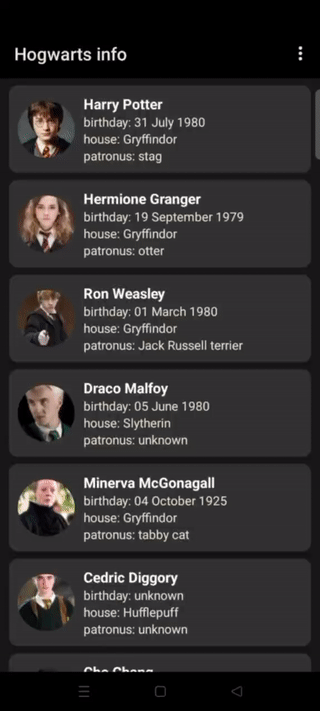 Hogwarts info
Harry Potter
birthday: 31 July 1980
house: Gryffindor
patronus: stag
Hermione Granger
birthday: 19 September 1979
house: Gryffindor
patronus: otter
Ron Weasley
birthday: 01 March 1980
house: Gryffindor
patronus: Jack Russell terrier
Draco Malfoy
birthday: 05 June 1980
house: Slytherin
patronus: unknown
Minerva McGonagall
birthday: 04 October 1925
house: Gryffindor
patronus: tabby cat
Cedric Diggory
birthday: unknown
house: Hufflepuff
patronus: unknown
Cho Chang